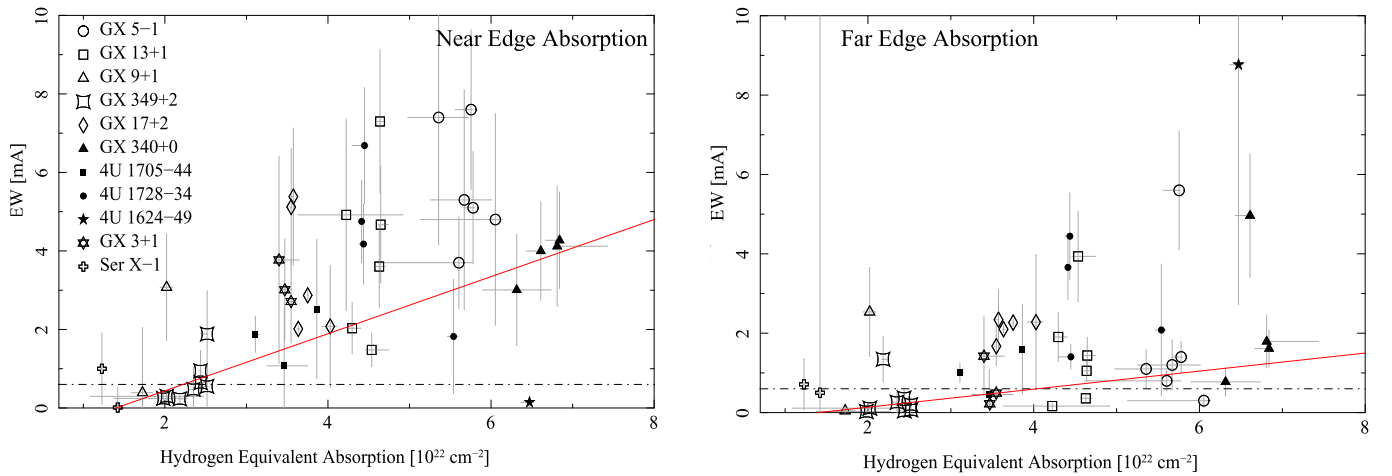 Near Edge Absorption
EW [mA]
10
8
6
4
2
0
GX 5−1
GX 13+1
GX 9+1
GX 349+2
GX 17+2
GX 340+0
4U 1705−44
4U 1728−34
4U 1624−49
GX 3+1
Ser X−1
2
4
6
8
Hydrogen Equivalent Absorption [10²² cm⁻²]
Far Edge Absorption
EW [mA]
10
8
6
4
2
0
2
4
6
8
Hydrogen Equivalent Absorption [10²² cm⁻²]